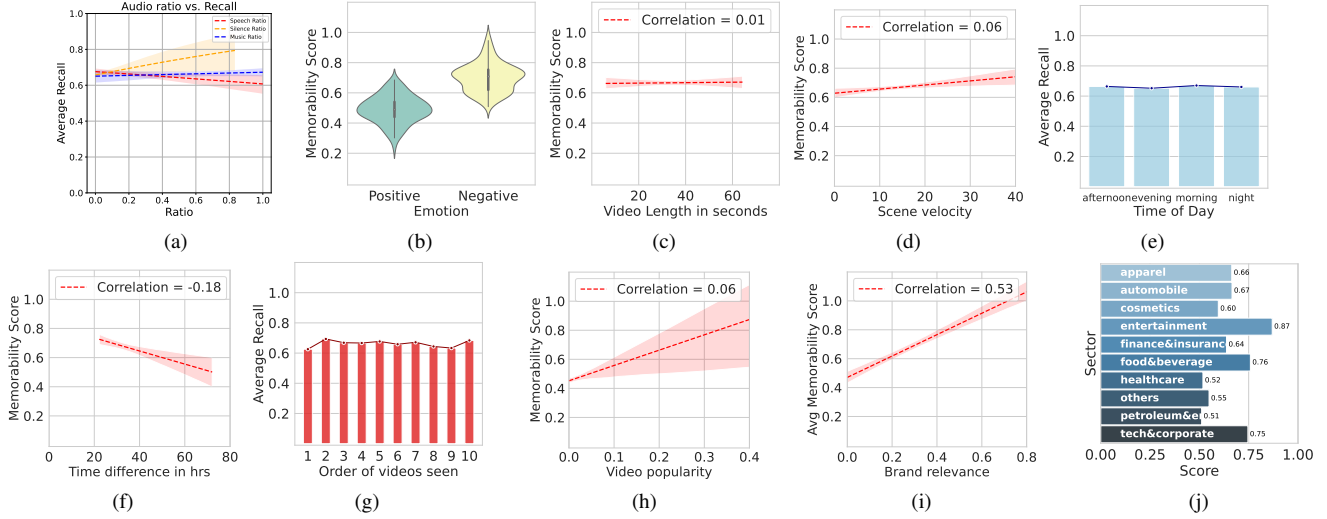 Audio ratio vs. Recall
Speech Ratio
Silence Ratio
Music Ratio
Average Recall
1.0
0.8
0.6
0.4
0.2
0.0
0.0 0.2 0.4 0.6 0.8 1.0
Ratio
(a)
Memorability Score
1.0
0.8
0.6
0.4
0.2
Positive Negative
Emotion
(b)
Correlation = 0.01
Memorability Score
1.0
0.8
0.6
0.4
0.2
0 20 40 60
Video Length in seconds
(c)
Correlation = 0.06
Memorability Score
1.0
0.8
0.6
0.4
0.2
0 10 20 30 40
Scene velocity
(d)
Average Recall
1.0
0.8
0.6
0.4
0.2
afternoon evening morning night
Time of Day
(e)
Correlation = -0.18
Memorability Score
1.0
0.8
0.6
0.4
0.2
0 20 40 60 80
Time difference in hrs
(f)
Average Recall
1.0
0.8
0.6
0.4
0.2
1 2 3 4 5 6 7 8 9 10
Order of videos seen
(g)
Correlation = 0.06
Memorability Score
1.0
0.8
0.6
0.4
0.2
0.0 0.1 0.2 0.3 0.4
Video popularity
(h)
Correlation = 0.53
Avg Memorability Score
1.0
0.8
0.6
0.4
0.2
0.0 0.2 0.4 0.6 0.8
Brand relevance
(i)
Sector
apparel 0.66
automobile 0.67
cosmetics 0.60
entertainment 0.87
finance&insuranc 0.64
food&beverage 0.76
healthcare 0.52
others 0.55
petroleum&e 0.51
tech&corporate 0.75
0.00 0.25 0.50 0.75 1.00
Score
(j)